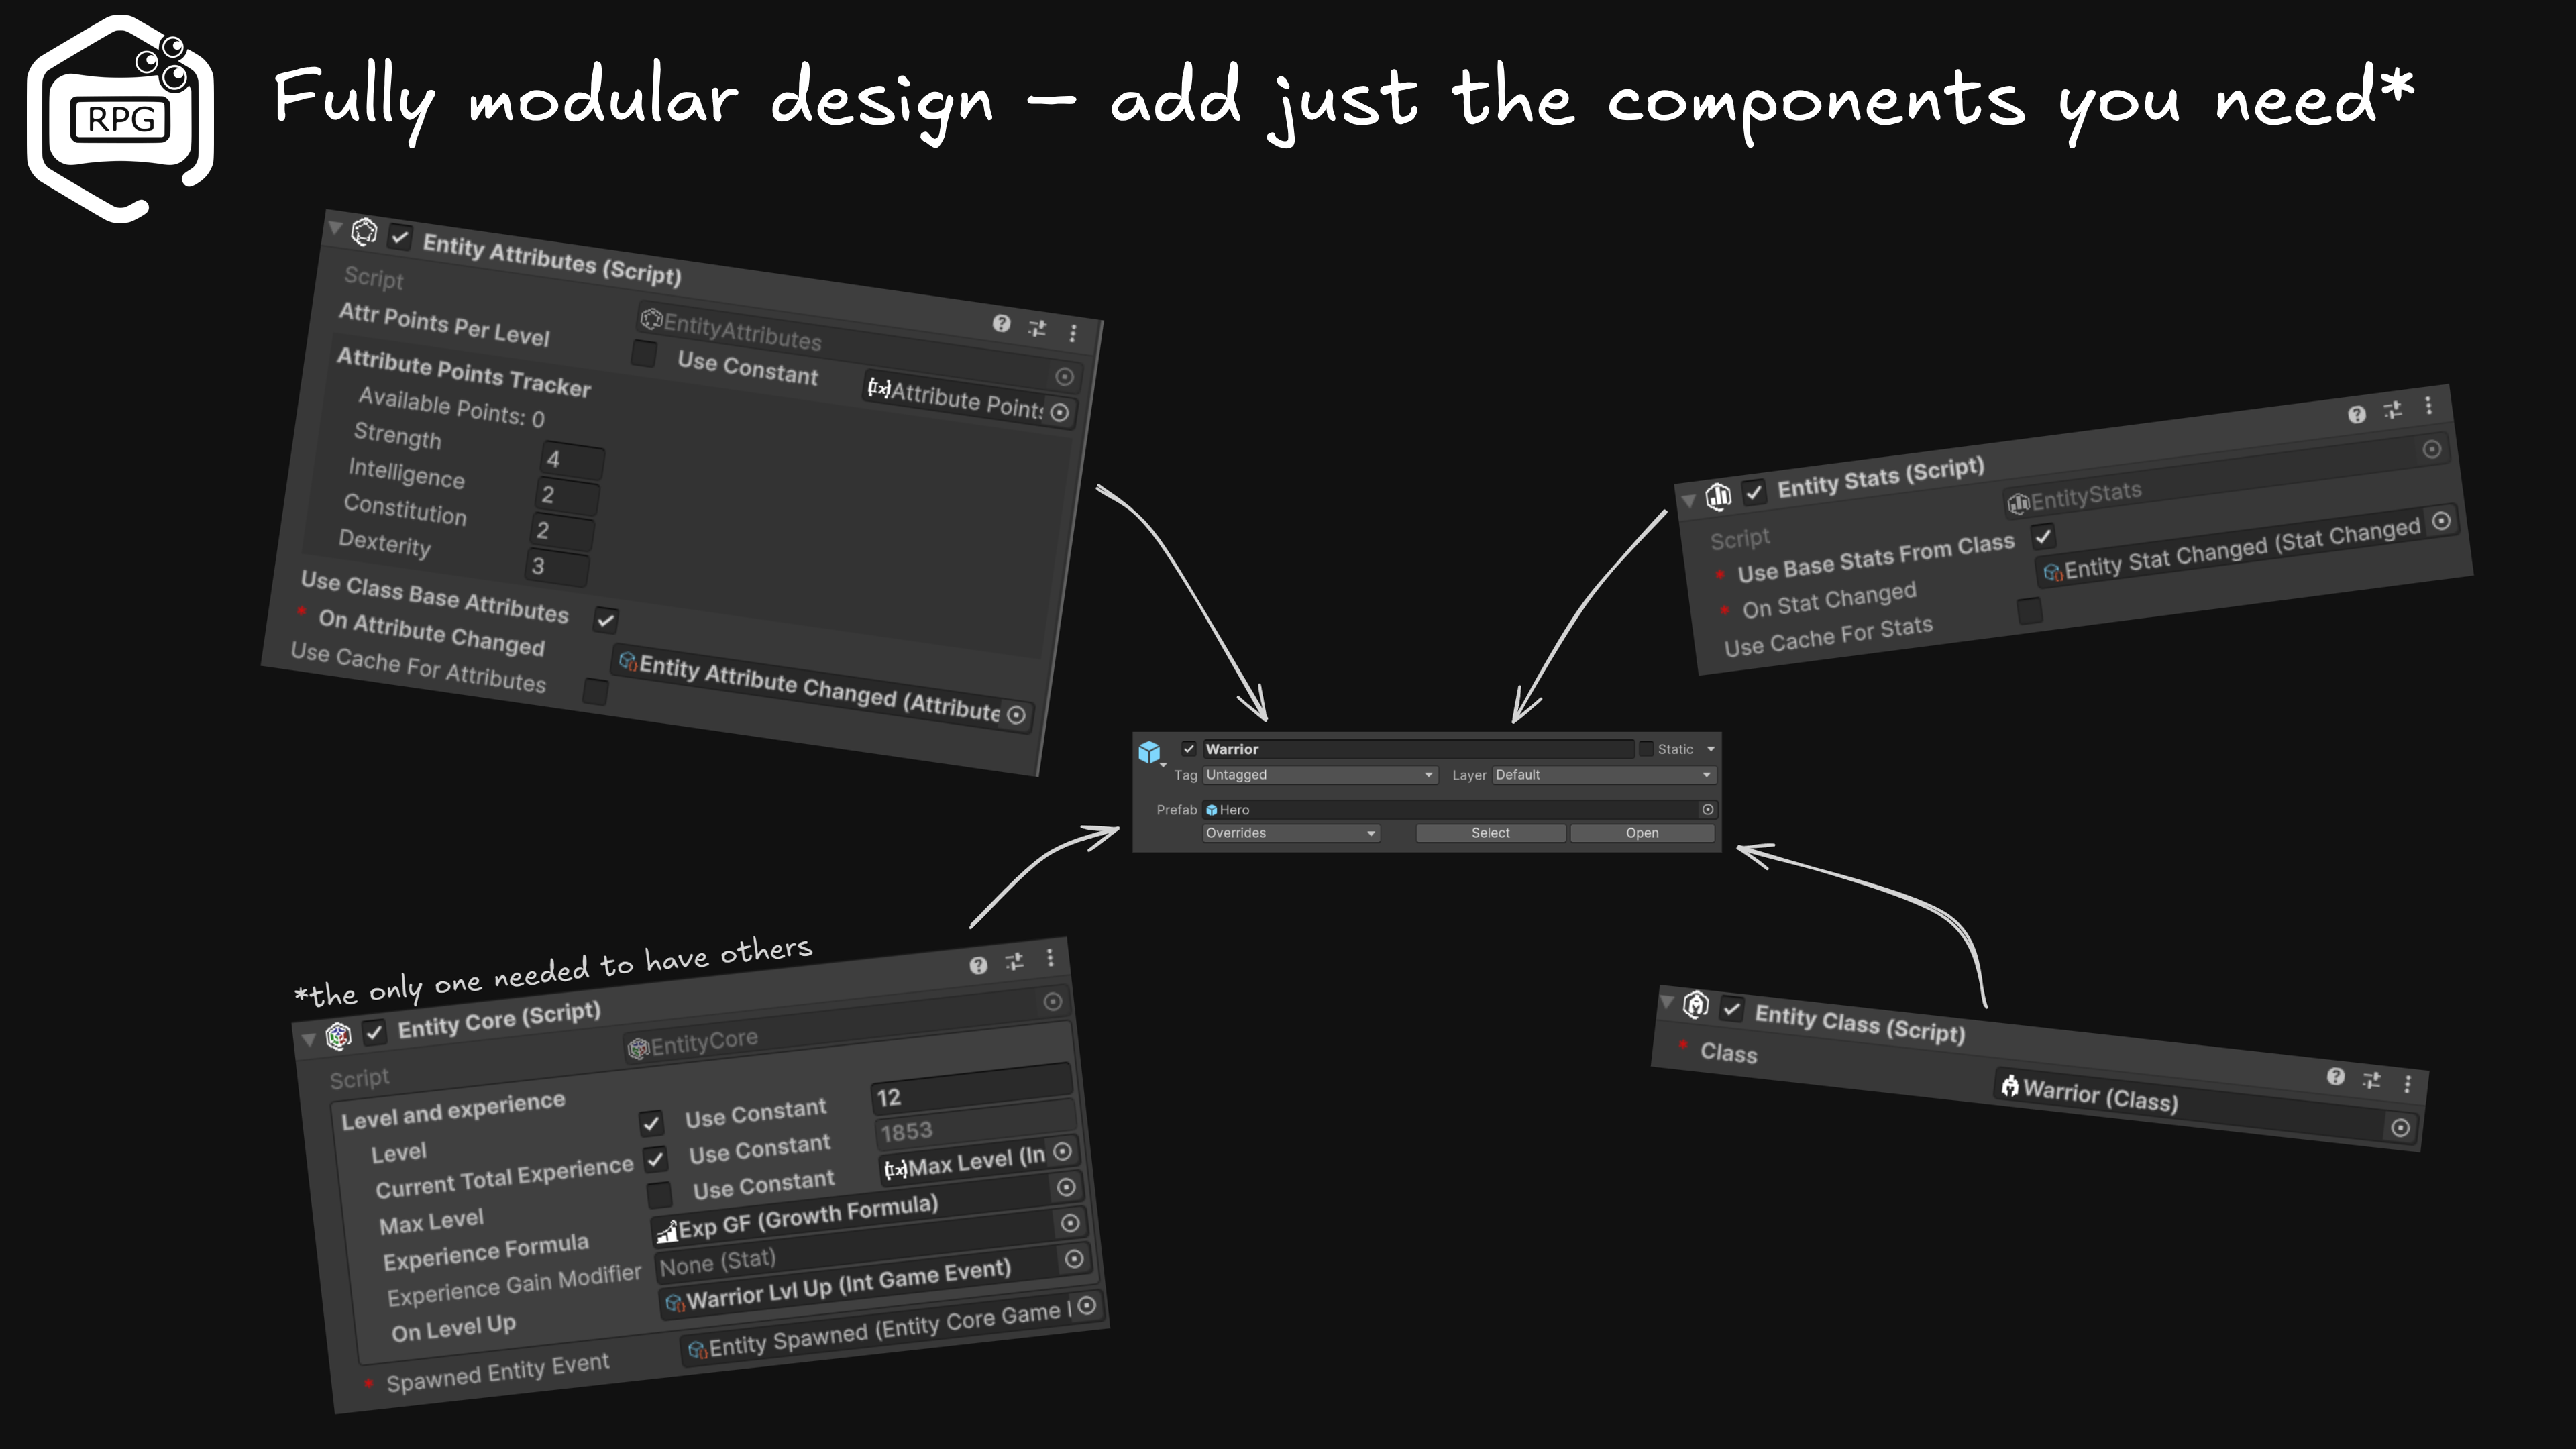 RPG
Fully modular design – add just the components you need*
Entity Attributes (Script)
Script
EntityAttributes
Attr Points Per Level
Use Constant
Attribute Points
Attribute Points Tracker
Available Points: 0
Strength 4
Intelligence 2
Constitution 2
Dexterity 3
Use Class Base Attributes
On Attribute Changed
Entity Attribute Changed (Attribute
Use Cache For Attributes
Entity Stats (Script)
Script
EntityStats
Use Base Stats From Class
On Stat Changed
Entity Stat Changed (Stat Changed
Use Cache For Stats
Warrior
Static
Tag Untagged Layer Default
Prefab Hero
Overrides Select Open
*the only one needed to have others
Entity Core (Script)
Script
EntityCore
Level and experience
Level Use Constant 12
Current Total Experience Use Constant 1853
Max Level Use Constant Max Level (In
Experience Formula Exp GF (Growth Formula)
Experience Gain Modifier None (Stat)
On Level Up Warrior Lvl Up (Int Game Event)
Spawned Entity Event Entity Spawned (Entity Core Game
Entity Class (Script)
Class
Warrior (Class)